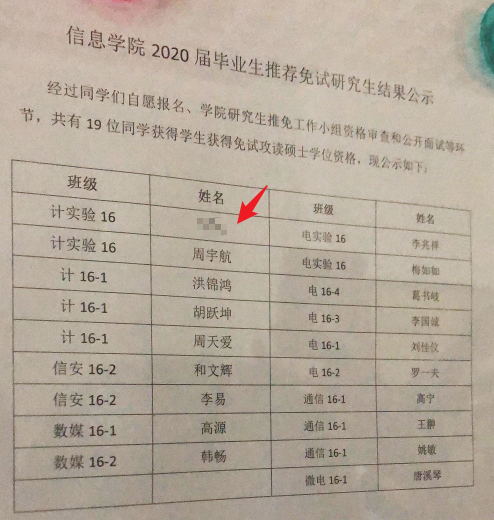 信息学院 2020 届毕业生推荐免试研究生结果公示
经过同学们自愿报名、学院研究生推免工作小组资格审查和公开面试等环
节，共有 19 位同学获得学生获得免试攻读硕士学位资格，现公示如下：
班级 姓名 班级 姓名
计实验 16 电实验 16 李兆祥
计实验 16 周宇航 电实验 16 梅如如
计 16-1 洪锦鸿 电 16-4 葛书岐
计 16-1 胡跃坤 电 16-3 李国斌
计 16-1 周天爱 电 16-1 刘佳仪
信安 16-2 和文辉 电 16-2 罗一夫
信安 16-2 李易 通信 16-1 高宁
数媒 16-1 高源 通信 16-1 王翀
数媒 16-2 韩畅 通信 16-1 姚娥
微电 16-1 唐溪琴